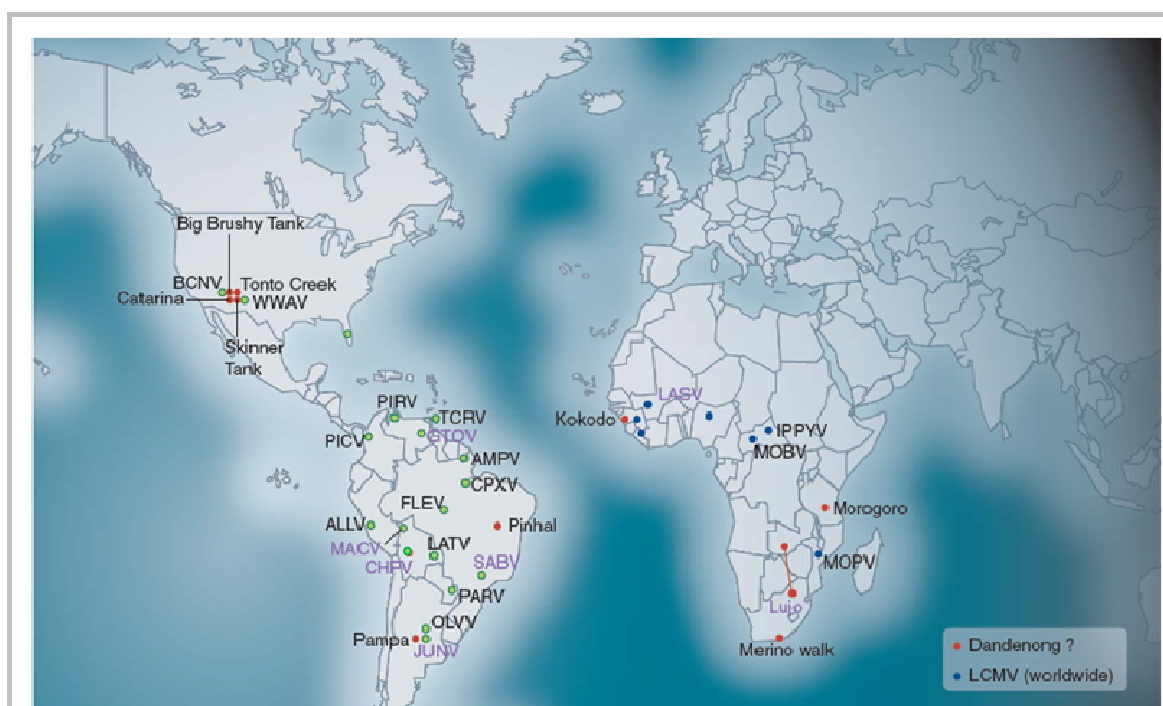 Big Brushy Tank
BCNV
Tonto Creek
Catarina
WWAV
Skinner
Tank
PIRV
TCRV
GTOV
PICV
AMPV
CPXV
FLEV
ALLV
Pinhal
MACV
LATV
CHPV
SABV
PARV
OLVV
Pampa
JUNV
LASV
Kokodo
IPPYV
MOBV
Morogoro
MOPV
Lujo
Merino walk
Dandenong ?
LCMV (worldwide)